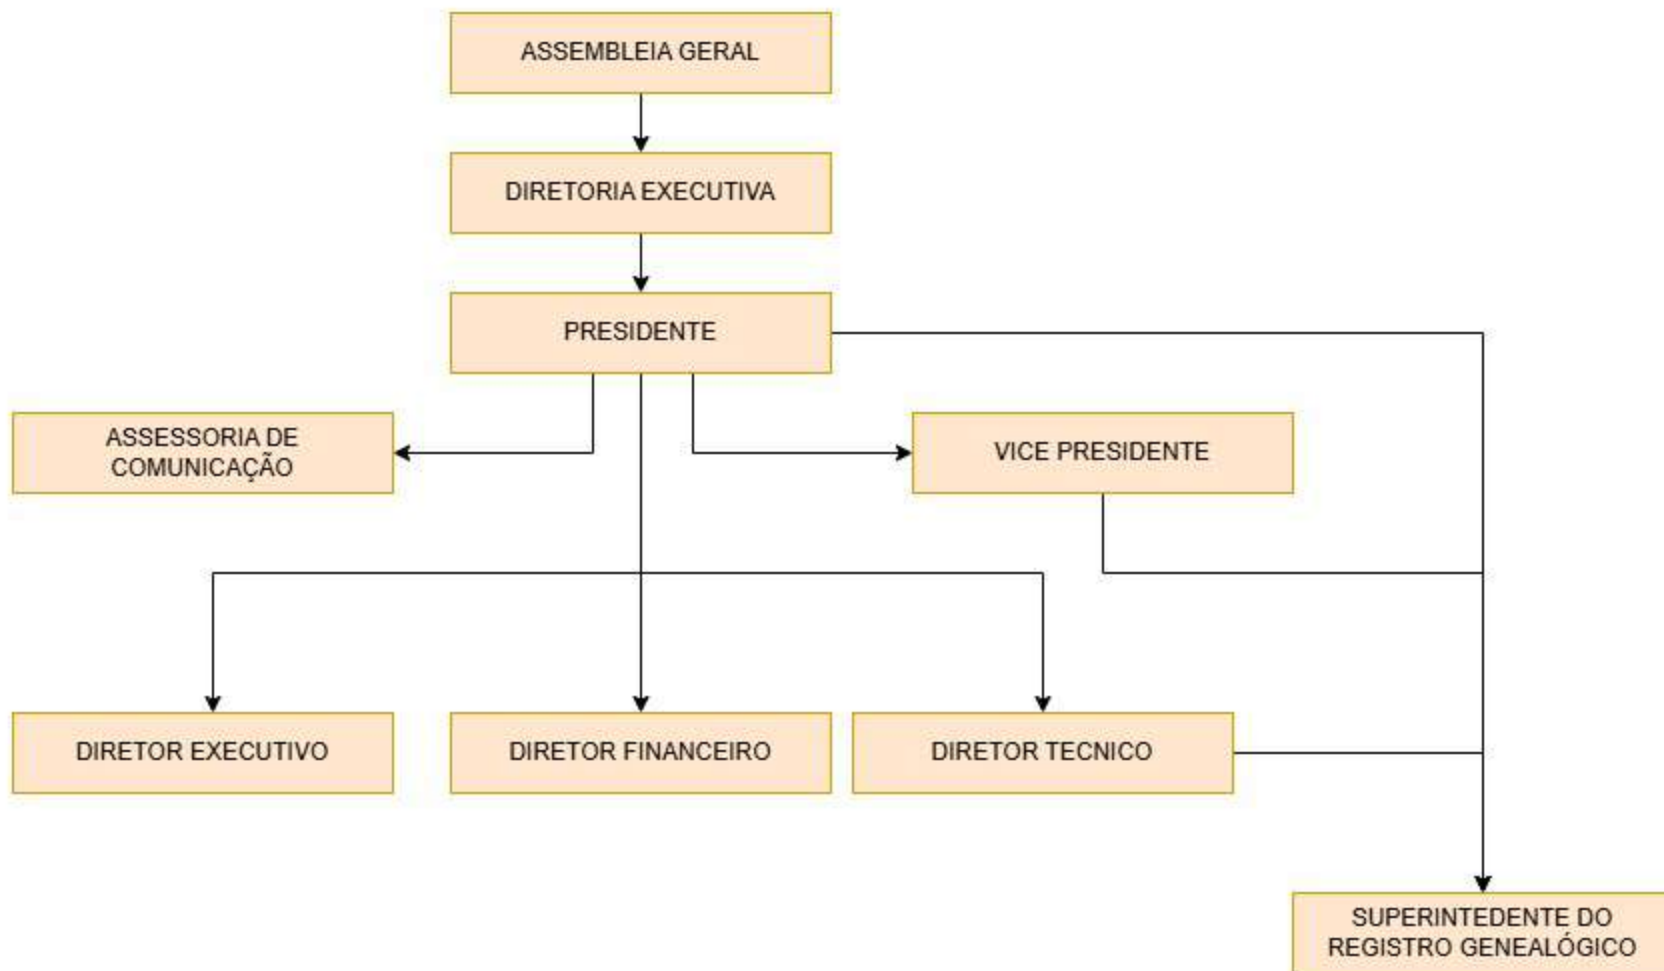 ASSEMBLEIA GERAL
DIRETORIA EXECUTIVA
PRESIDENTE
ASSESSORIA DE
COMUNICAÇÃO
VICE PRESIDENTE
DIRETOR EXECUTIVO
DIRETOR FINANCEIRO
DIRETOR TECNICO
SUPERINTEDENTE DO
REGISTRO GENEALÓGICO